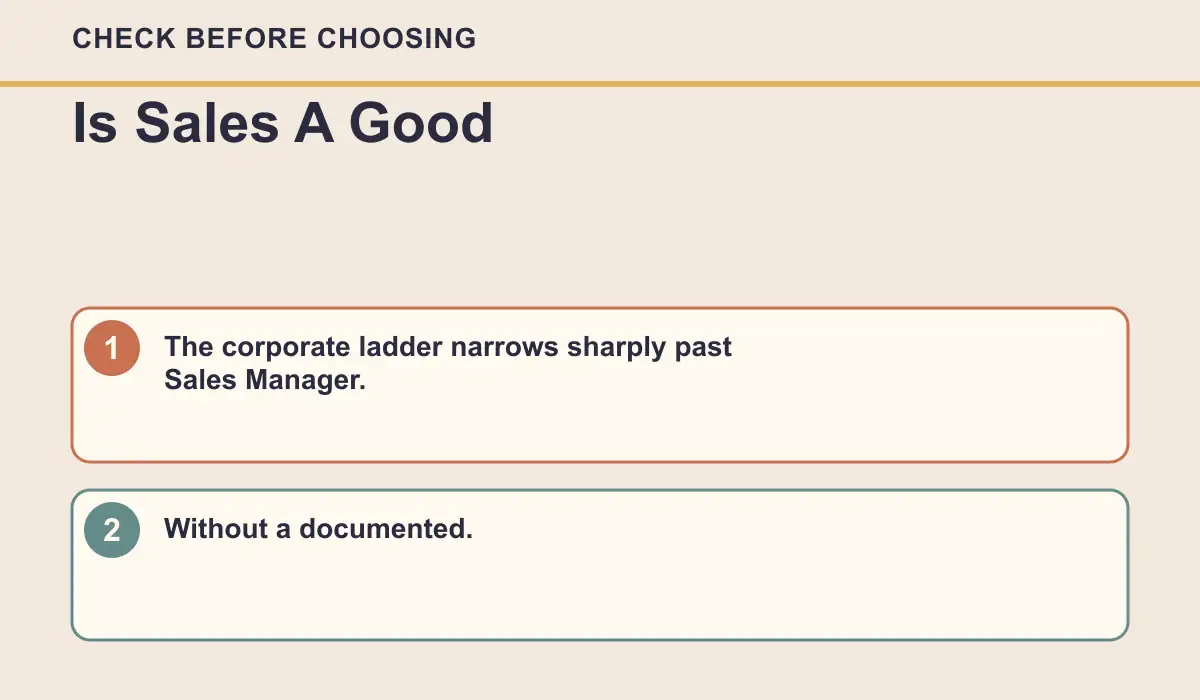 CHECK BEFORE CHOOSING
Is Sales A Good
1
The corporate ladder narrows sharply past
Sales Manager.
2
Without a documented.